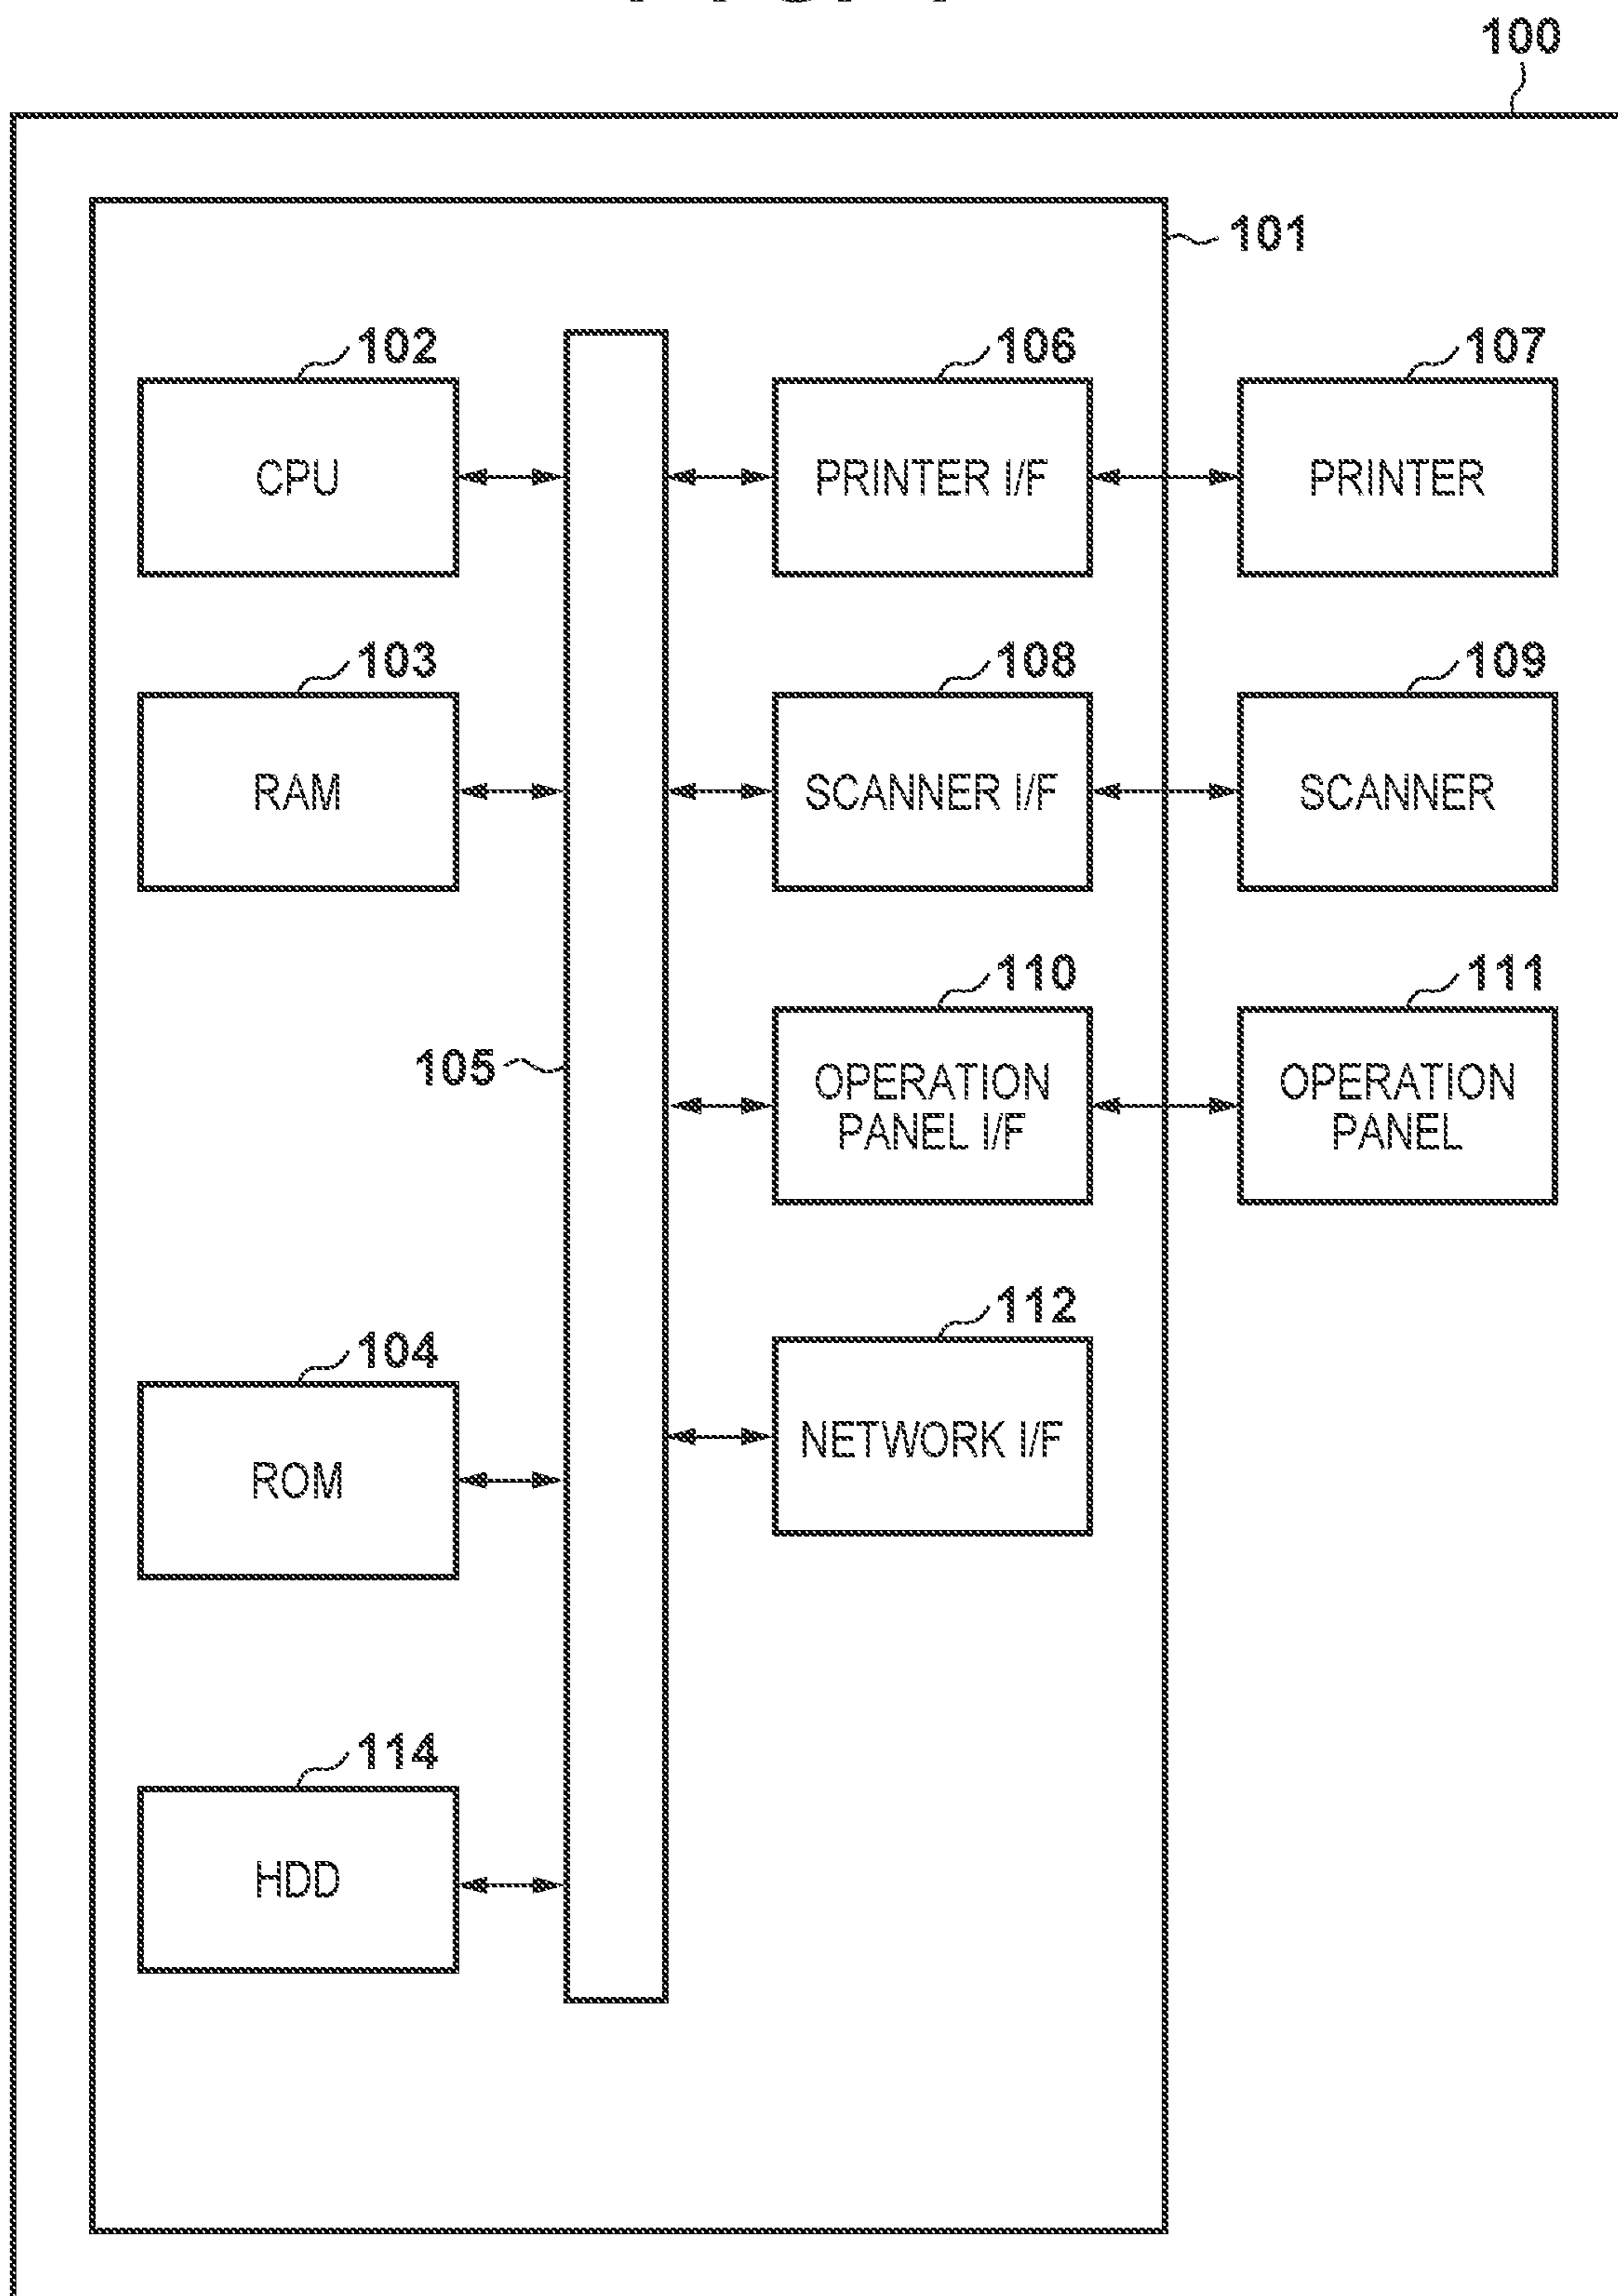 100
101
102
106
107
CPU
PRINTER I/F
PRINTER
103
108
109
RAM
SCANNER I/F
SCANNER
110
111
105
OPERATION
PANEL I/F
OPERATION
PANEL
112
104
NETWORK I/F
ROM
114
HDD